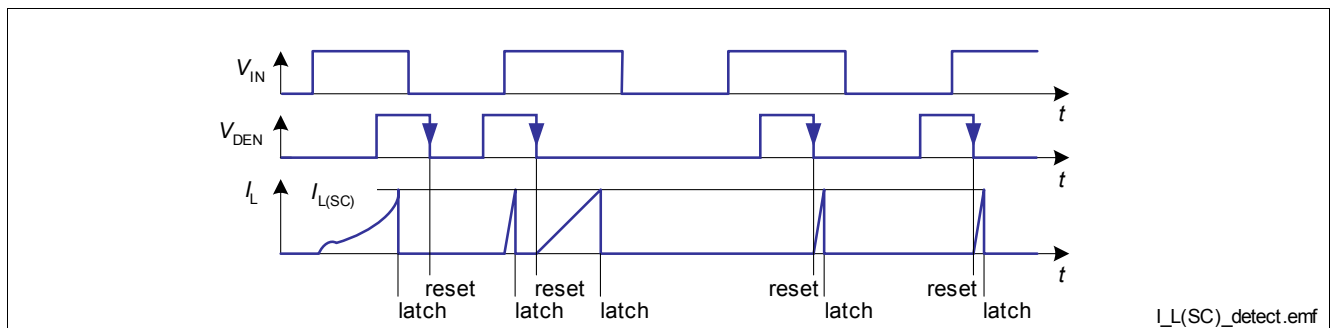 V_IN
t
V_DEN
t
I_L
I_L(SC)
t
reset
reset
reset
reset
latch
latch
latch
latch
latch
I_L(SC)_detect.emf